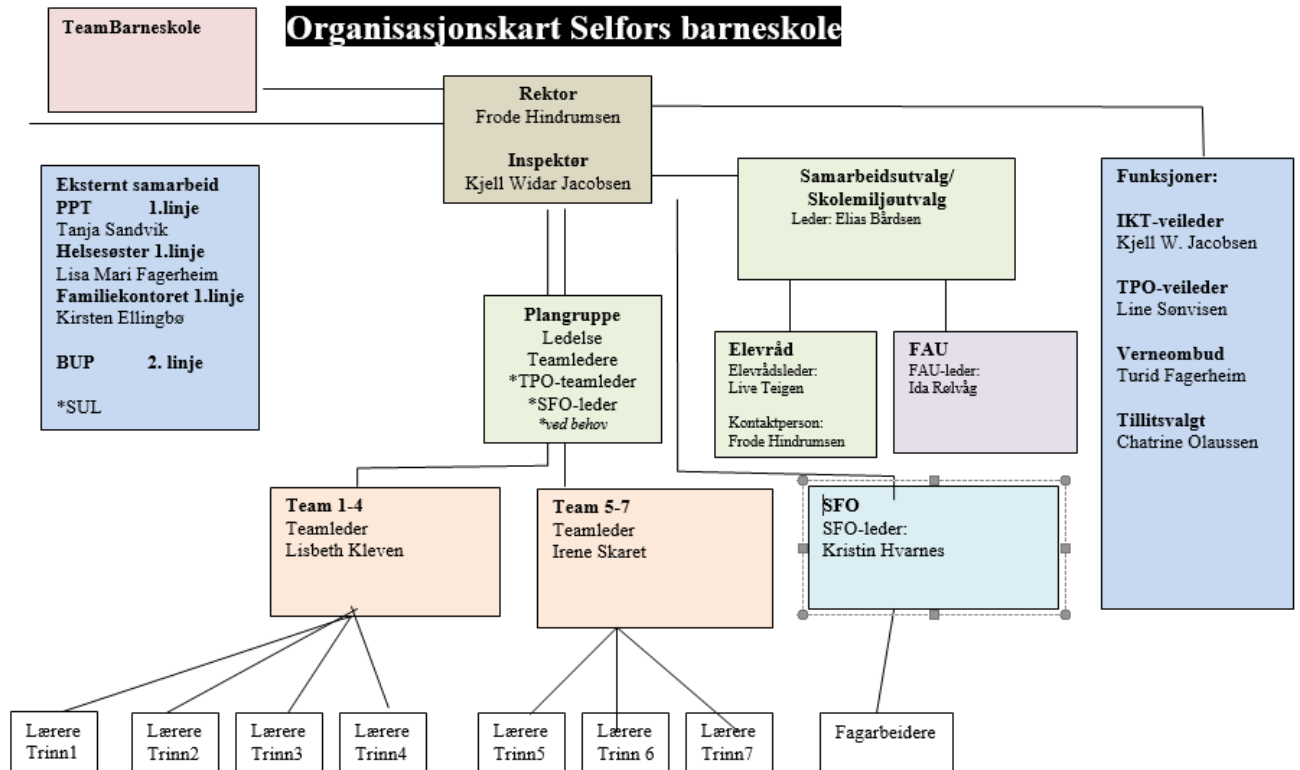 TeamBarneskole
Organisasjonskart Selfors barneskole
Rektor
Frode Hindrumsen
Inspektør
Kjell Widar Jacobsen
Eksternt samarbeid
PPT 1.linje
Tanja Sandvik
Helsesøster 1.linje
Lisa Mari Fagerheim
Familiekontoret 1.linje
Kirsten Ellingbø
BUP 2. linje
*SUL
Samarbeidsutvalg/
Skolemiljøutvalg
Leder: Elias Bårdsen
Funksjoner:
IKT-veileder
Kjell W. Jacobsen
TPO-veileder
Line Sønvisen
Verneombud
Turid Fagerheim
Tillitsvalgt
Chatrine Olaussen
Plangruppe
Ledelse
Teamledere
*TPO-teamleder
*SFO-leder
*ved behov
Elevråd
Elevrådsleder:
Live Teigen
Kontaktperson:
Frode Hindrumsen
FAU
FAU-leder:
Ida Rølvåg
Team 1-4
Teamleder
Lisbeth Kleven
Team 5-7
Teamleder
Irene Skaret
SFO
SFO-leder:
Kristin Hvarnes
Lærere
Trinn1
Lærere
Trinn2
Lærere
Trinn3
Lærere
Trinn4
Lærere
Trinn5
Lærere
Trinn 6
Lærere
Trinn7
Fagarbeidere